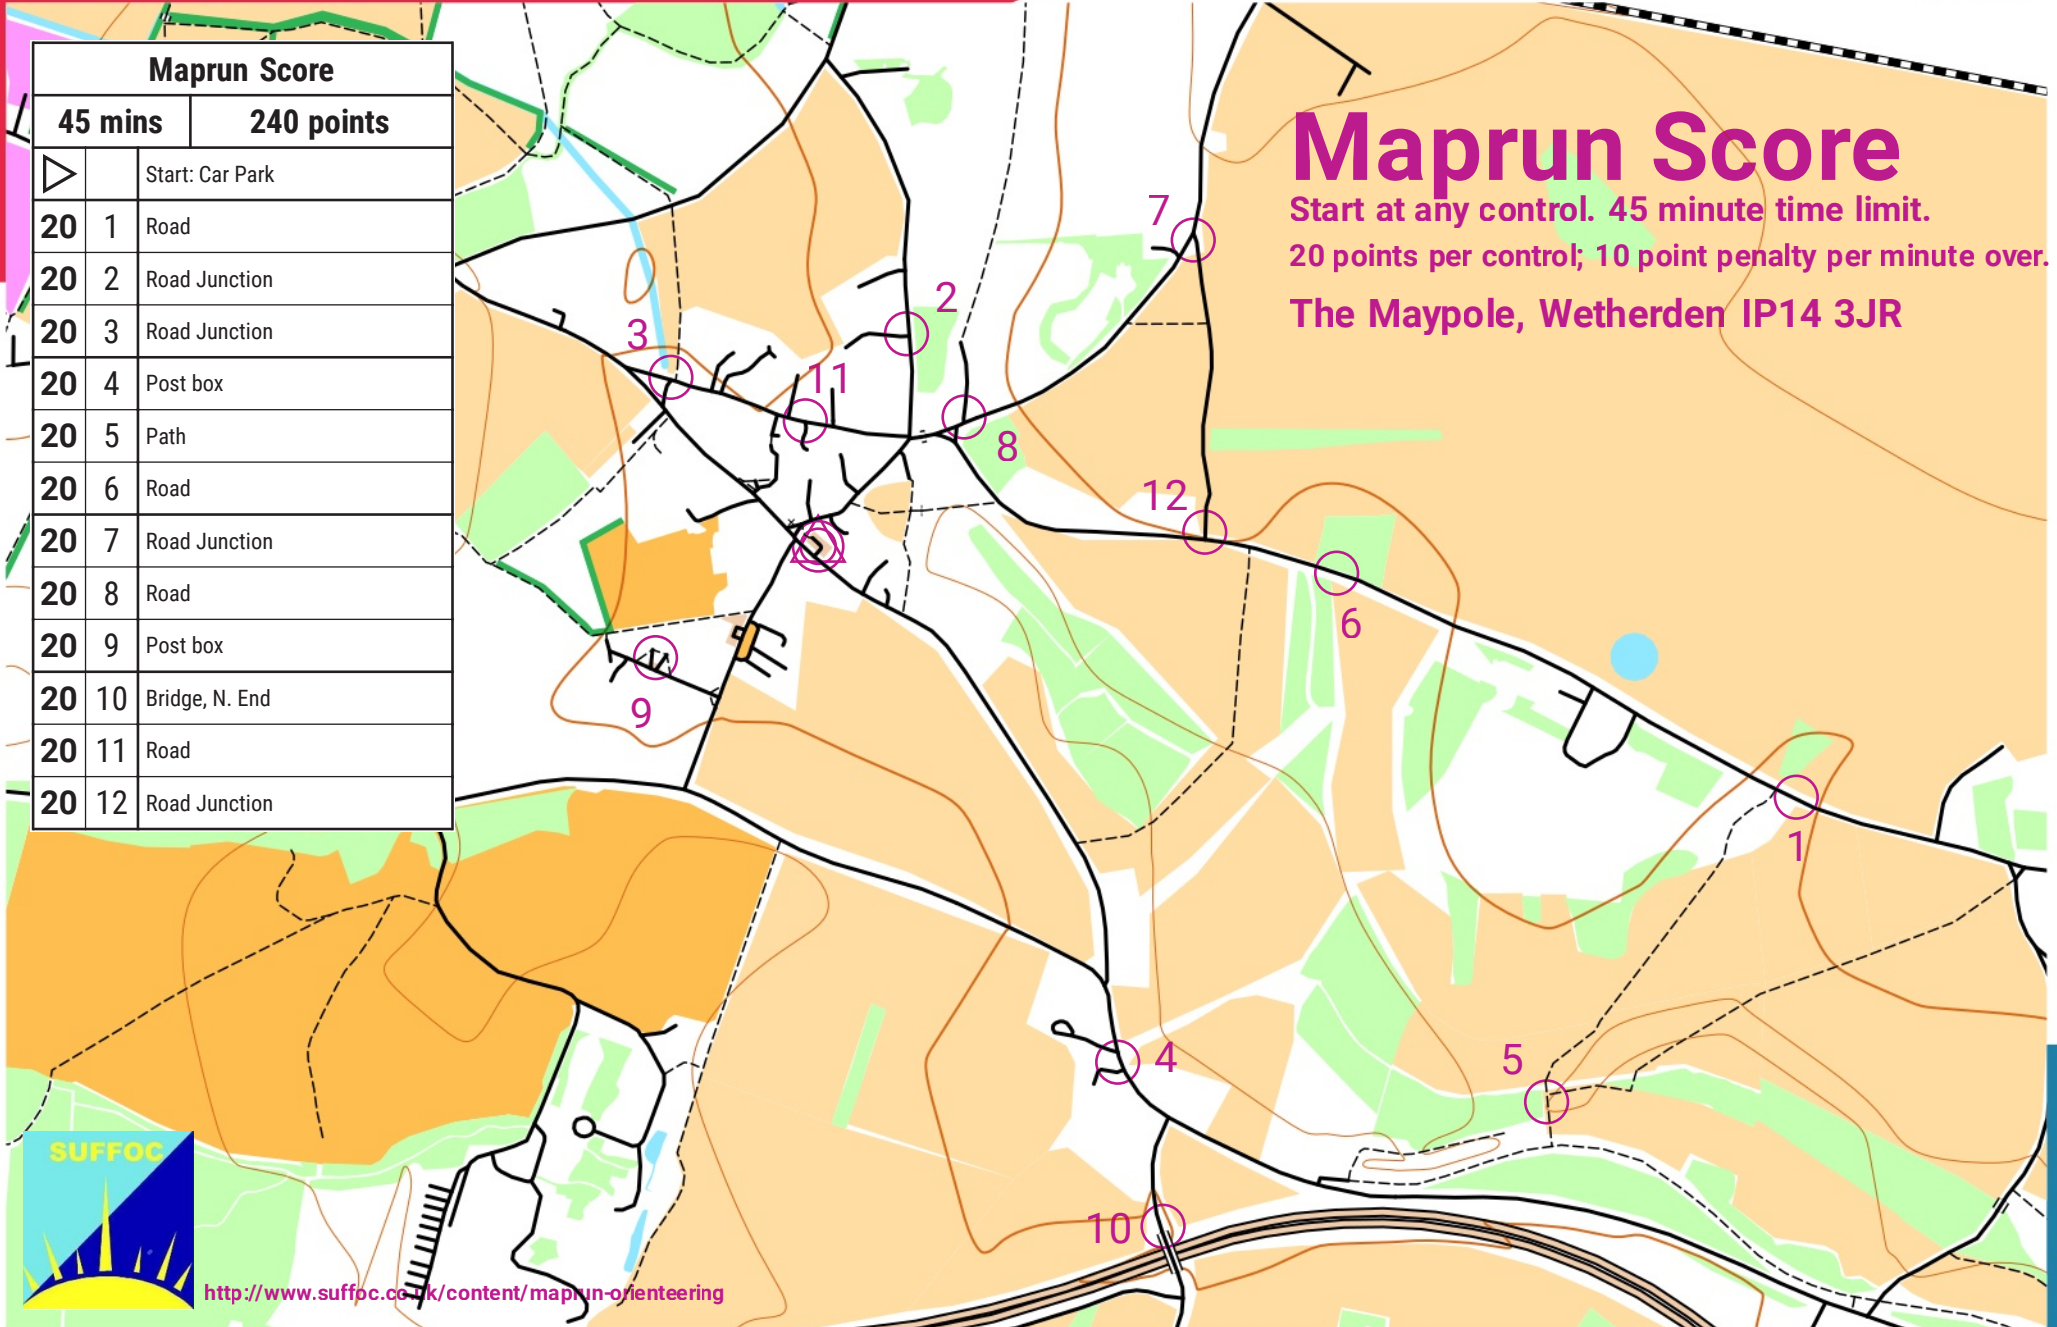 Maprun Score
45 mins 240 points
Start: Car Park
20 1 Road
20 2 Road Junction
20 3 Road Junction
20 4 Post box
20 5 Path
20 6 Road
20 7 Road Junction
20 8 Road
20 9 Post box
20 10 Bridge, N. End
20 11 Road
20 12 Road Junction
Maprun Score
Start at any control. 45 minute time limit.
20 points per control; 10 point penalty per minute over.
The Maypole, Wetherden IP14 3JR
7
2
3
11
8
12
6
9
1
4
5
10
SUFFOC
http://www.suffoc.co.uk/content/maprun-orienteering